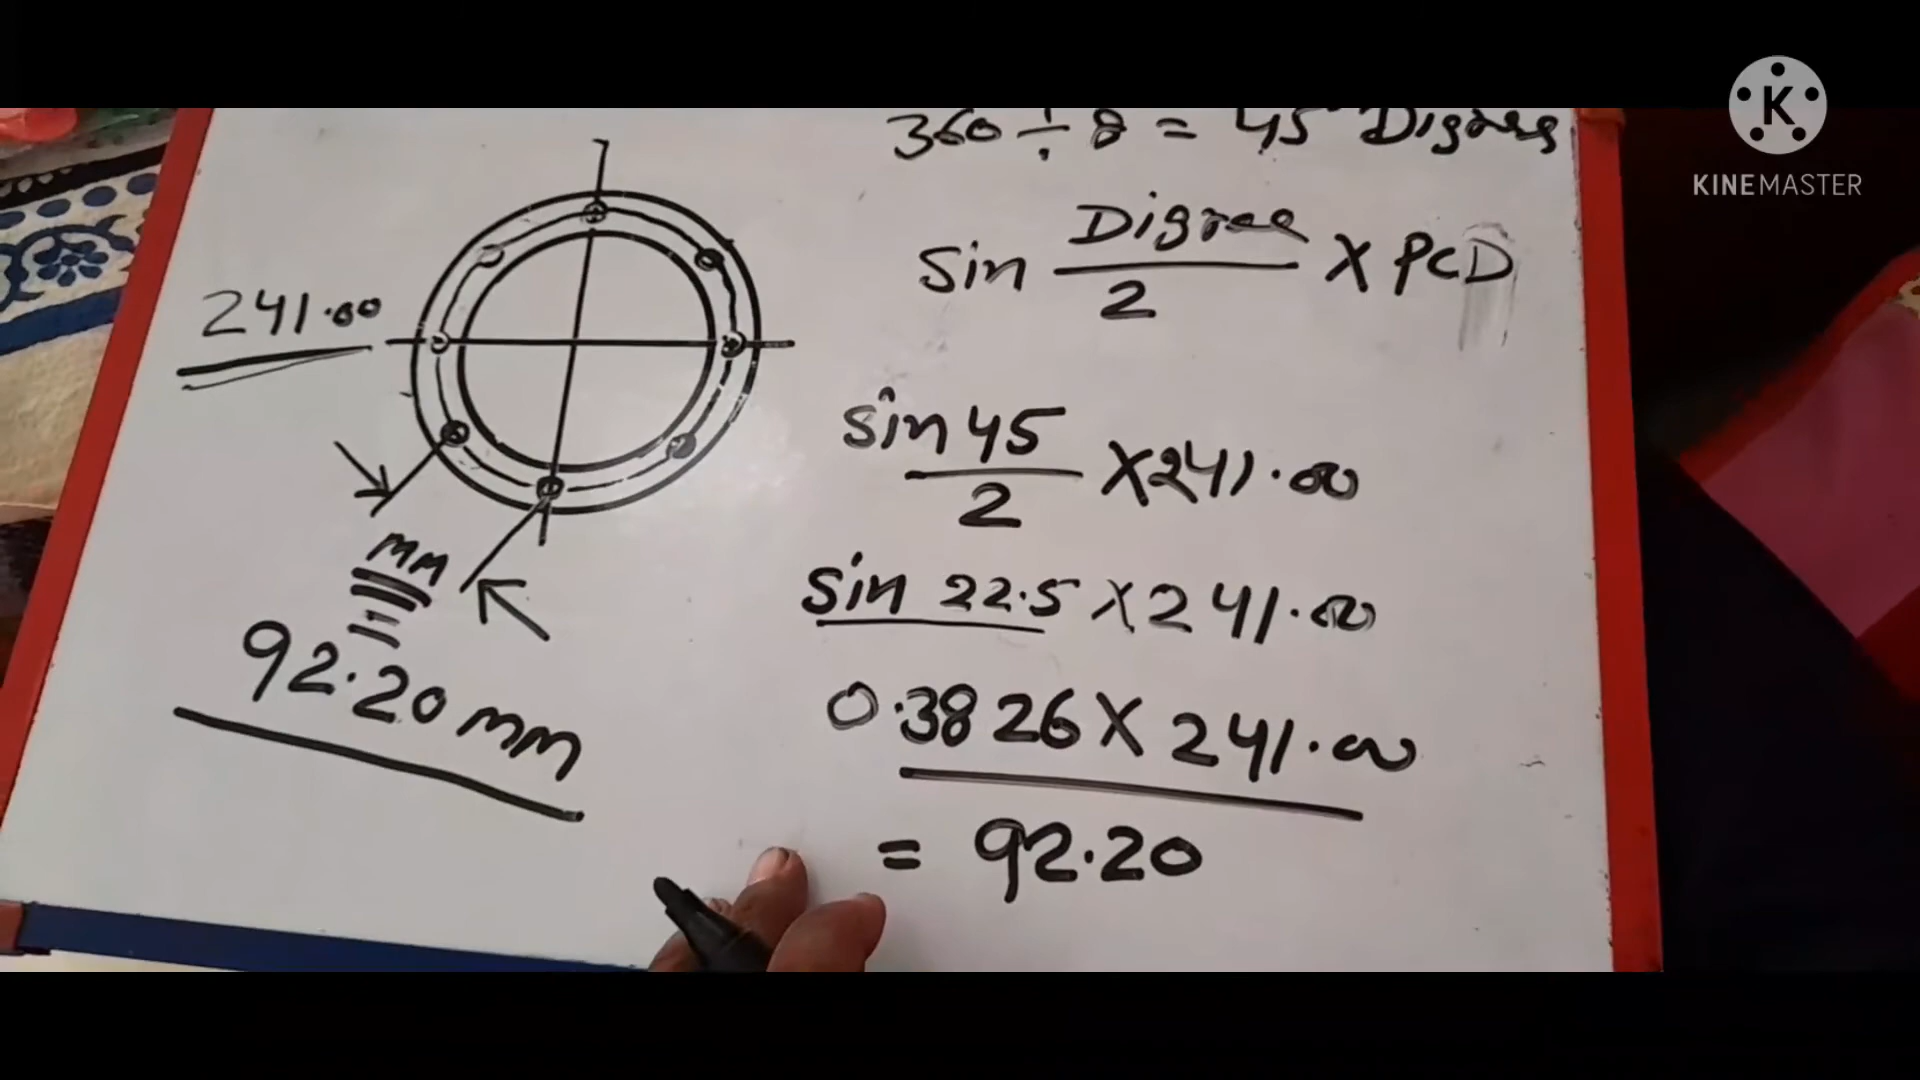 K
KINEMASTER
360 ÷ 8 = 45° Digree
sin Digree/2 X PCD
241.00
sin 45/2 X 241.00
sin 22.5 X 241.00
MM
0.3826 X 241.00
92.20 mm
= 92.20